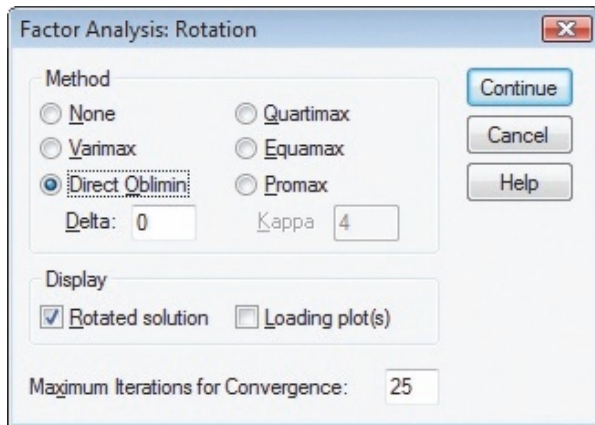 Factor Analysis: Rotation
Method
None
Quartimax
Varimax
Equamax
Direct Oblimin
Promax
Delta: 0
Kappa 4
Display
Rotated solution
Loading plot(s)
Maximum Iterations for Convergence: 25
Continue
Cancel
Help